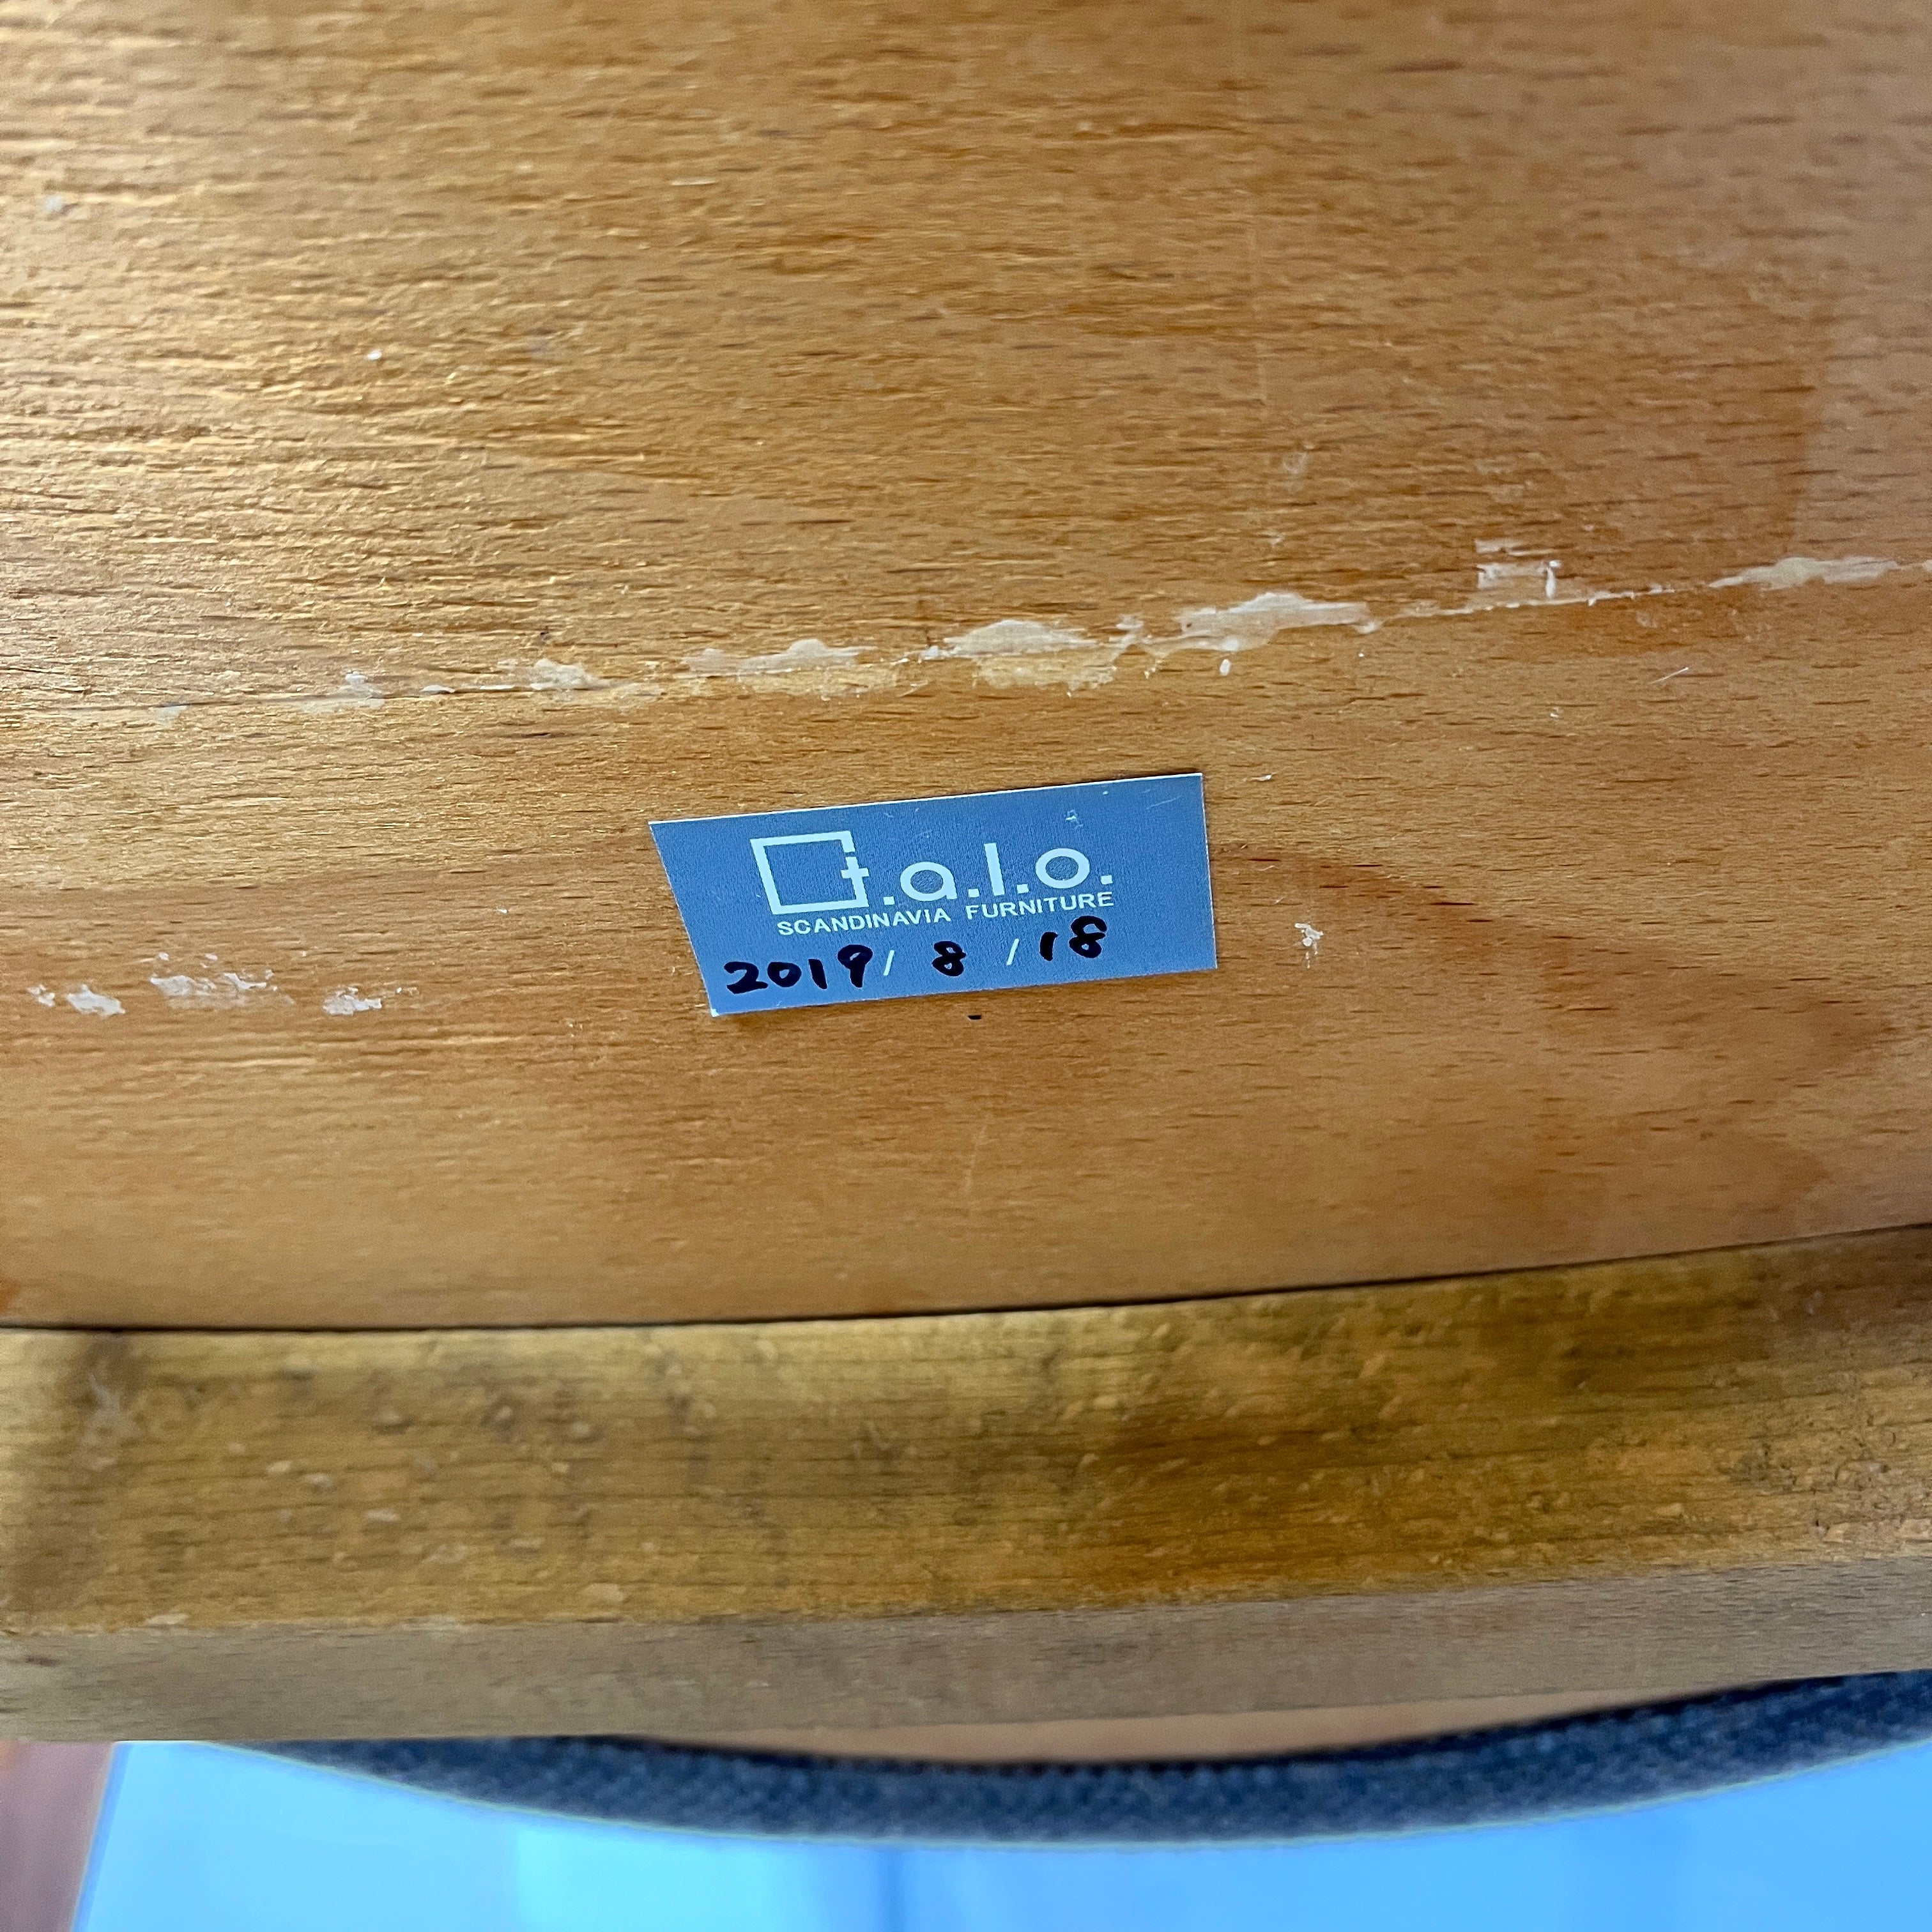 t.a.l.o.
SCANDINAVIA FURNITURE
2019/ 8 /18